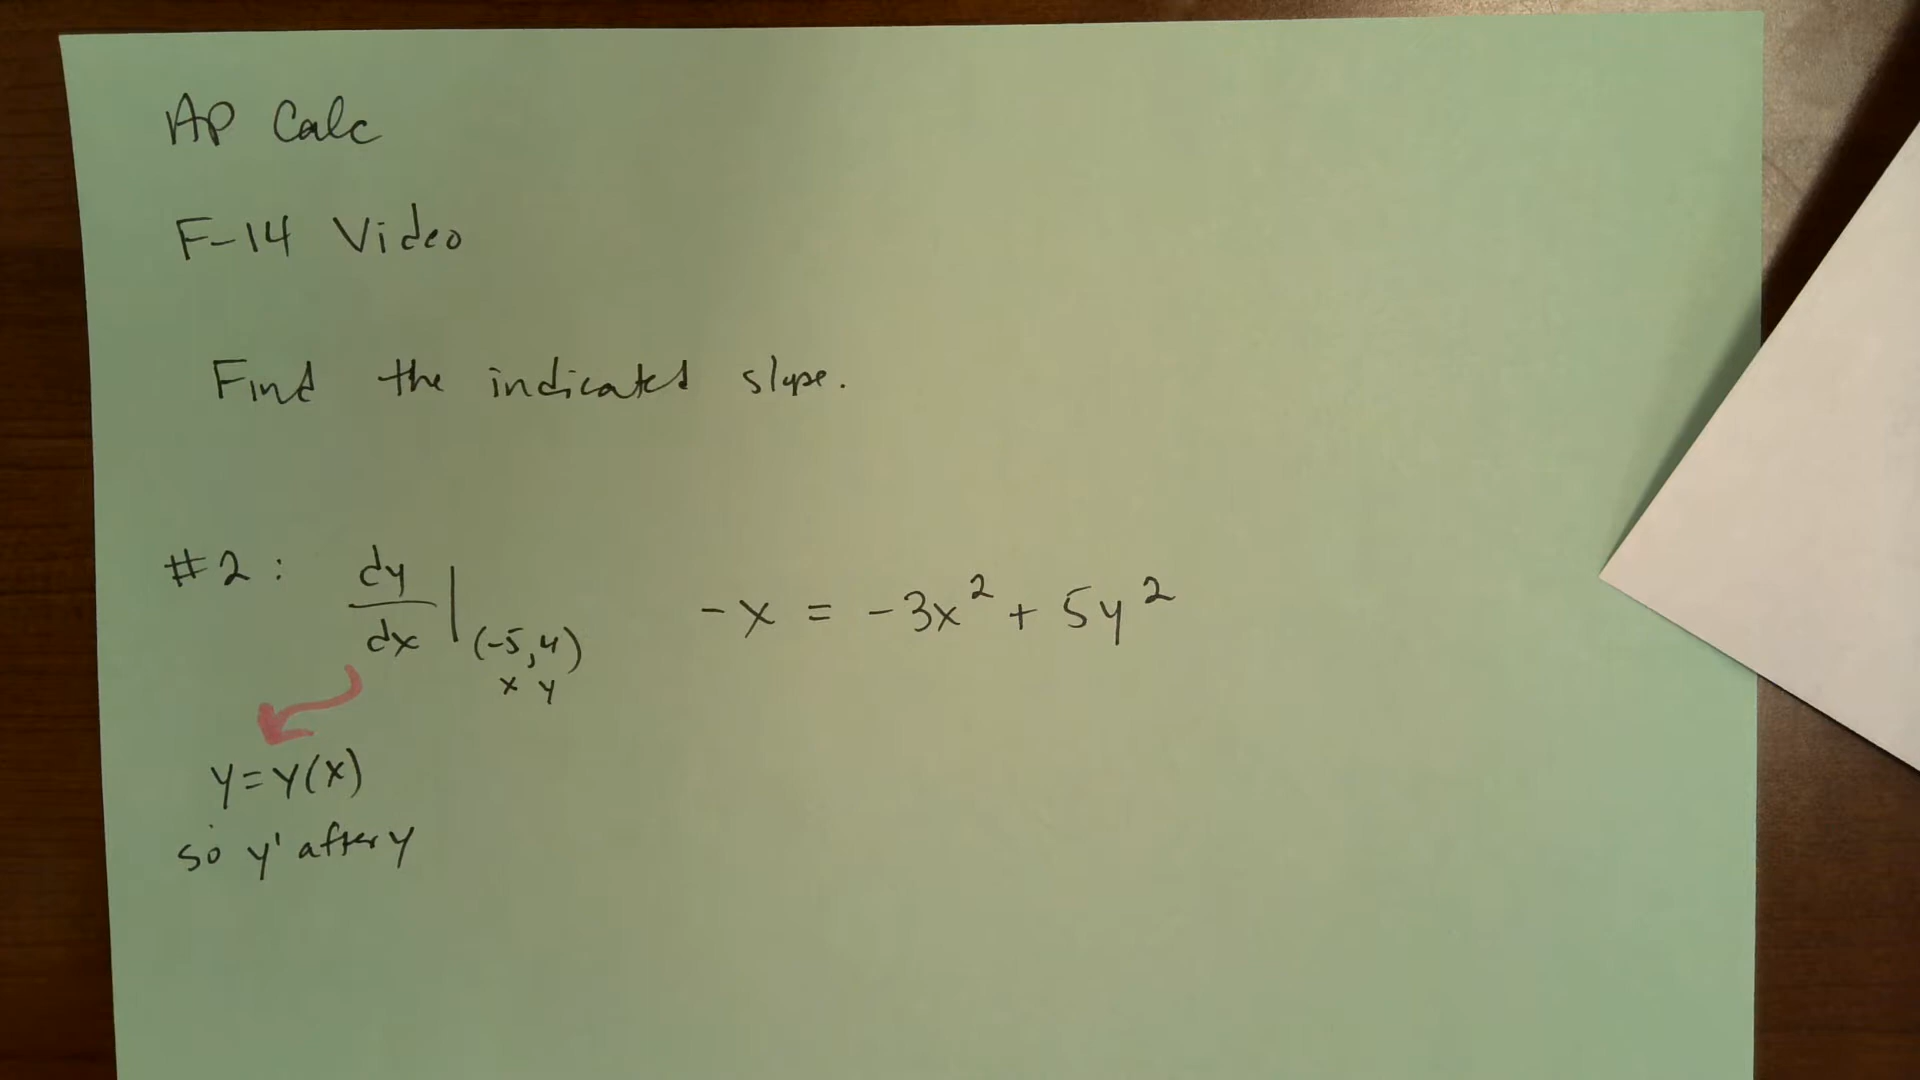 AP Calc
F-14 Video
Find the indicated slope.
#2: dy/dx |(-5,4) -x = -3x² + 5y²
x y
y=y(x)
so y' after y